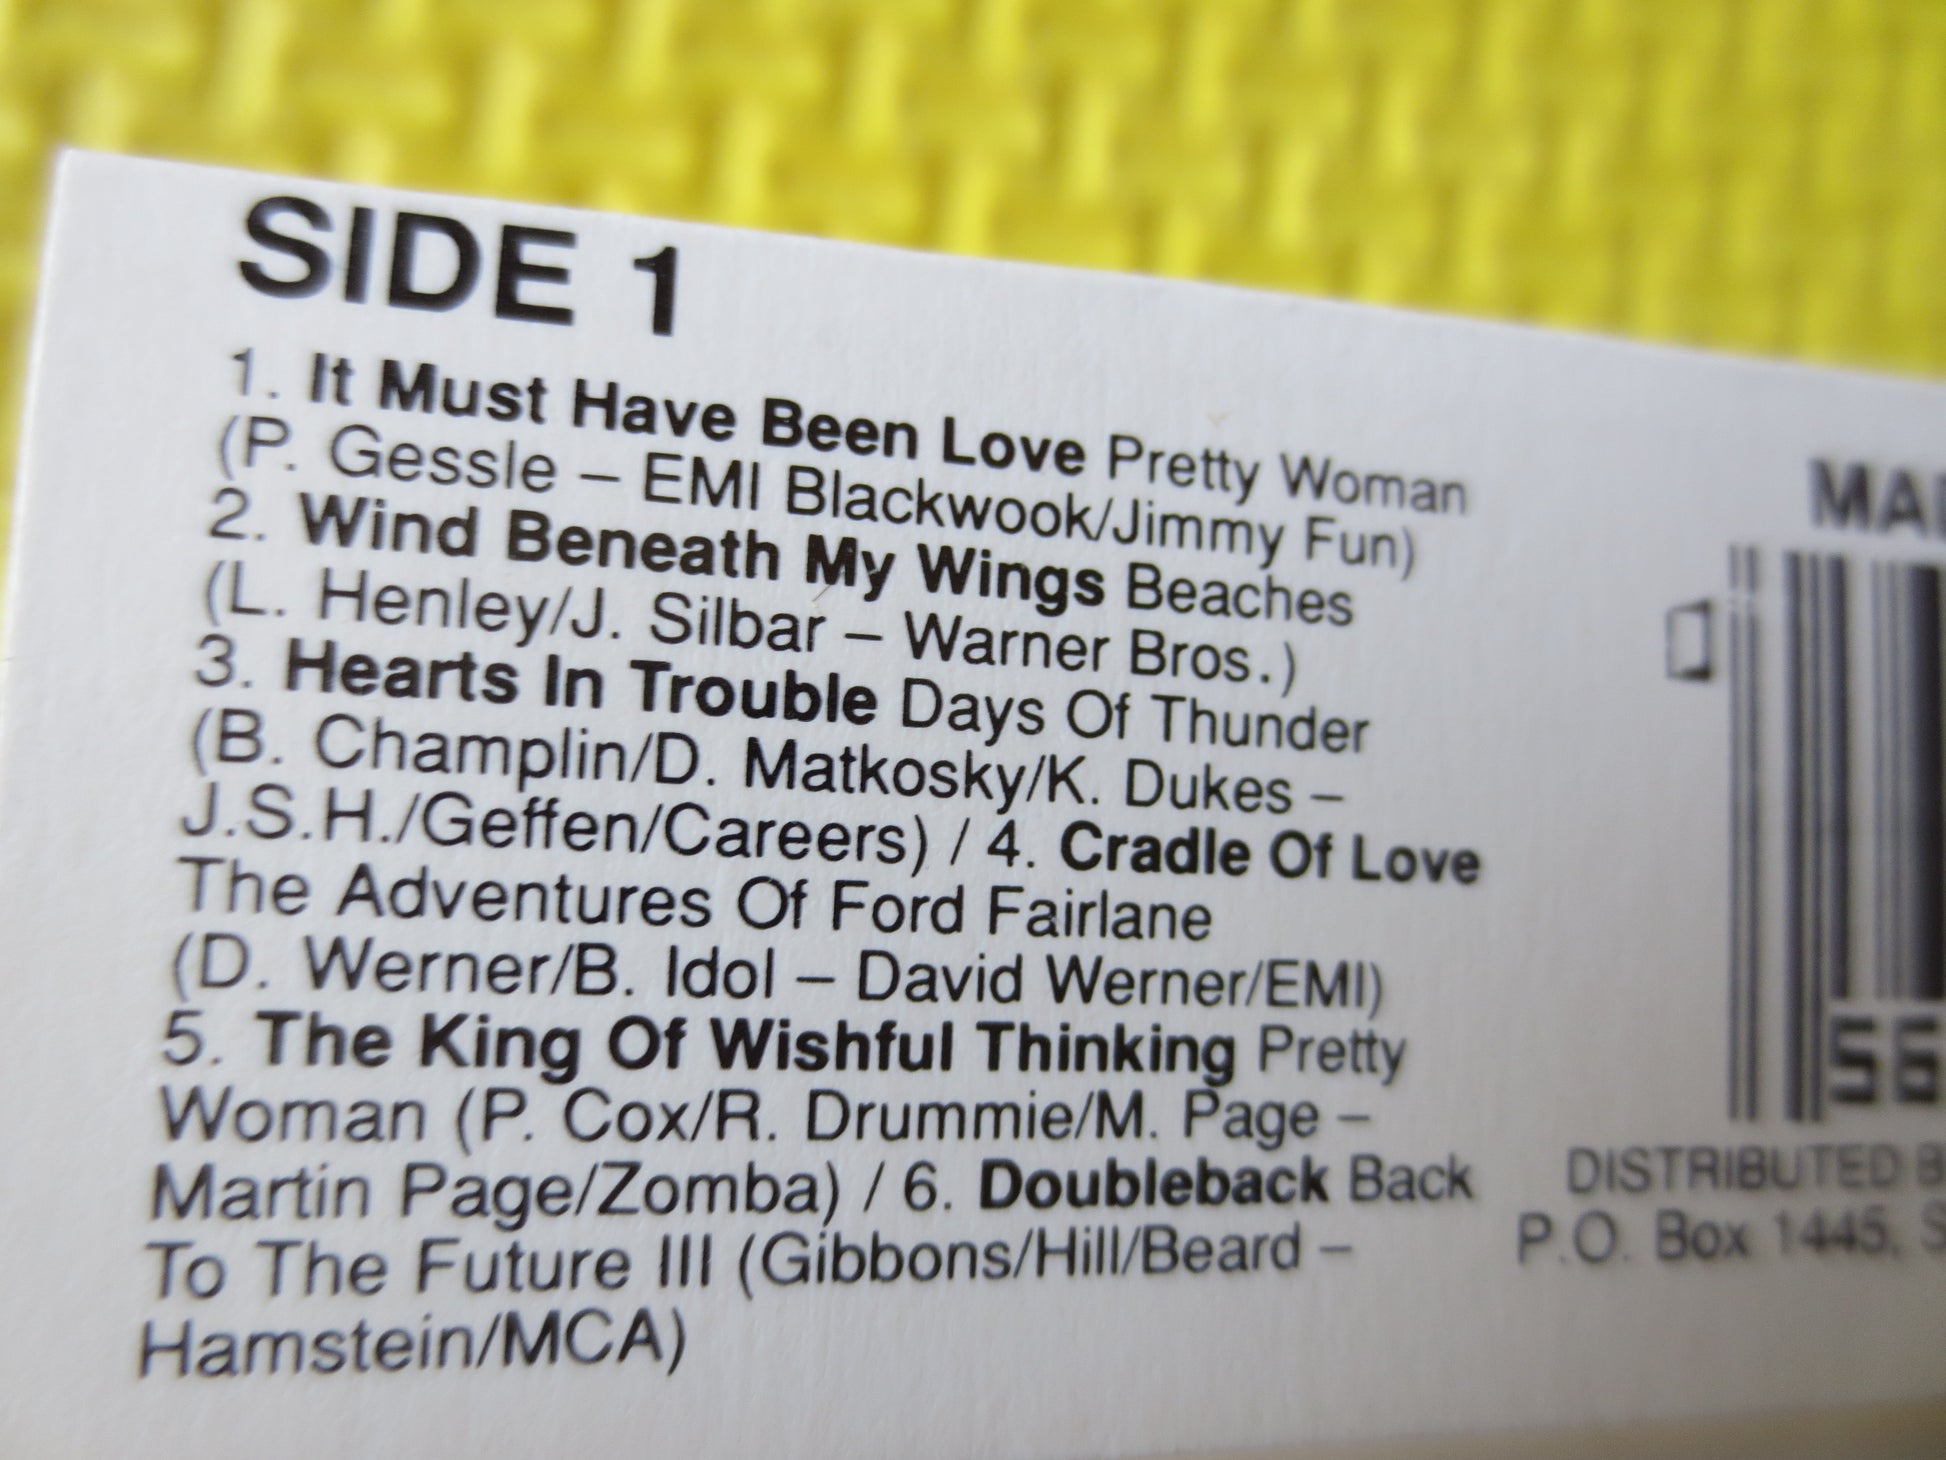 SIDE 1
1. It Must Have Been Love Pretty Woman
(P. Gessle – EMI Blackwook/Jimmy Fun)
2. Wind Beneath My Wings Beaches
(L. Henley/J. Silbar – Warner Bros.)
3. Hearts In Trouble Days Of Thunder
(B. Champlin/D. Matkosky/K. Dukes –
J.S.H./Geffen/Careers) / 4. Cradle Of Love
The Adventures Of Ford Fairlane
(D. Werner/B. Idol – David Werner/EMI)
5. The King Of Wishful Thinking Pretty
Woman (P. Cox/R. Drummie/M. Page –
Martin Page/Zomba) / 6. Doubleback Back
To The Future III (Gibbons/Hill/Beard –
Hamstein/MCA)
56
DISTRIBUTED
P.O. Box 1445,